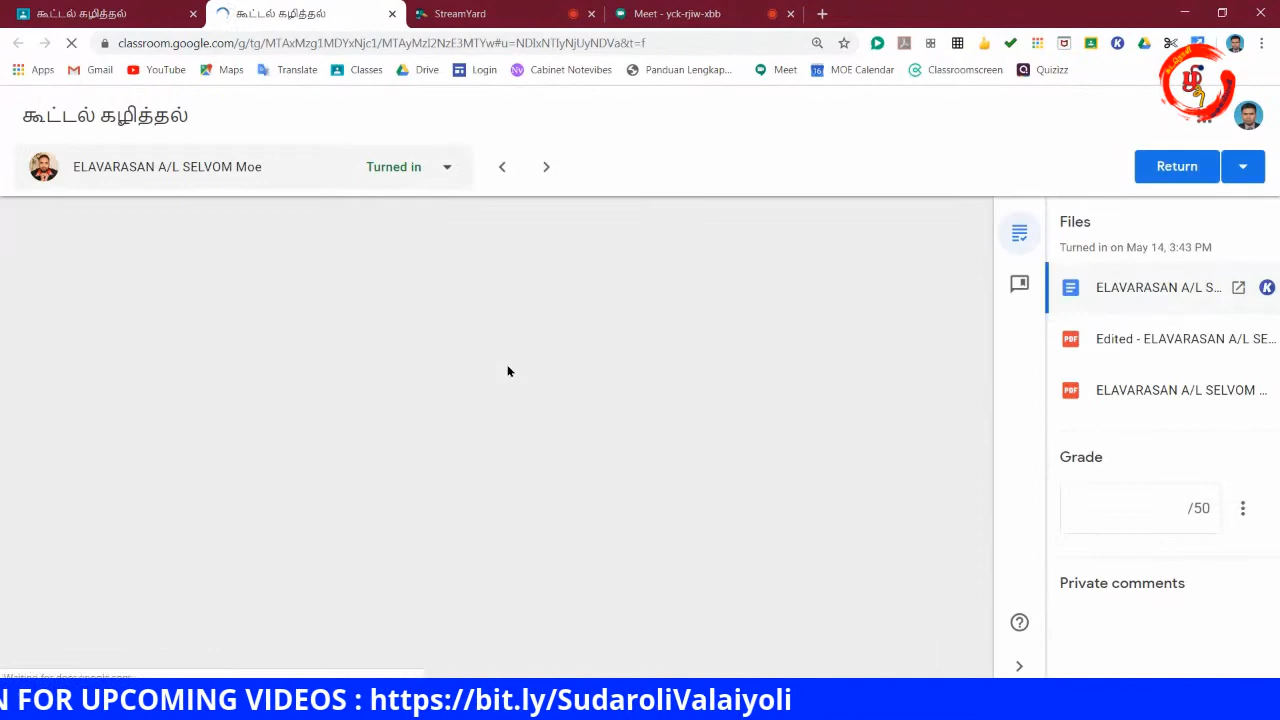 கூட்டல் கழித்தல்
கூட்டல் கழித்தல்
StreamYard
Meet - yck-rjiw-xbb
classroom.google.com/g/tg/MTAxMzg1MDYxNjc1/MTAyMzI2NzE3MTYw#u=NDIxNTIyNjUyNDVa&t=f
Apps
Gmail
YouTube
Maps
Translate
Classes
Drive
Login
Cabinet Notevibes
Panduan Lengkap...
Meet
MOE Calendar
Classroomscreen
Quizizz
கூட்டல் கழித்தல்
ELAVARASAN A/L SELVOM Moe
Turned in
Return
Files
Turned in on May 14, 3:43 PM
ELAVARASAN A/L S...
Edited - ELAVARASAN A/L SE...
ELAVARASAN A/L SELVOM ...
Grade
/50
Private comments
N FOR UPCOMING VIDEOS : https://bit.ly/SudaroliValaiyoli